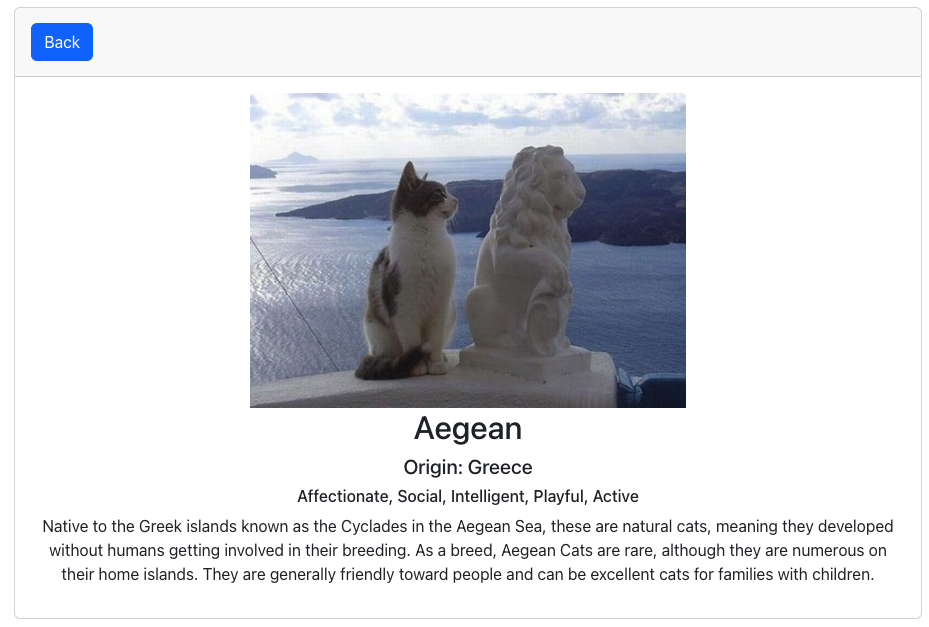 Back
Aegean
Origin: Greece
Affectionate, Social, Intelligent, Playful, Active
Native to the Greek islands known as the Cyclades in the Aegean Sea, these are natural cats, meaning they developed
without humans getting involved in their breeding. As a breed, Aegean Cats are rare, although they are numerous on
their home islands. They are generally friendly toward people and can be excellent cats for families with children.